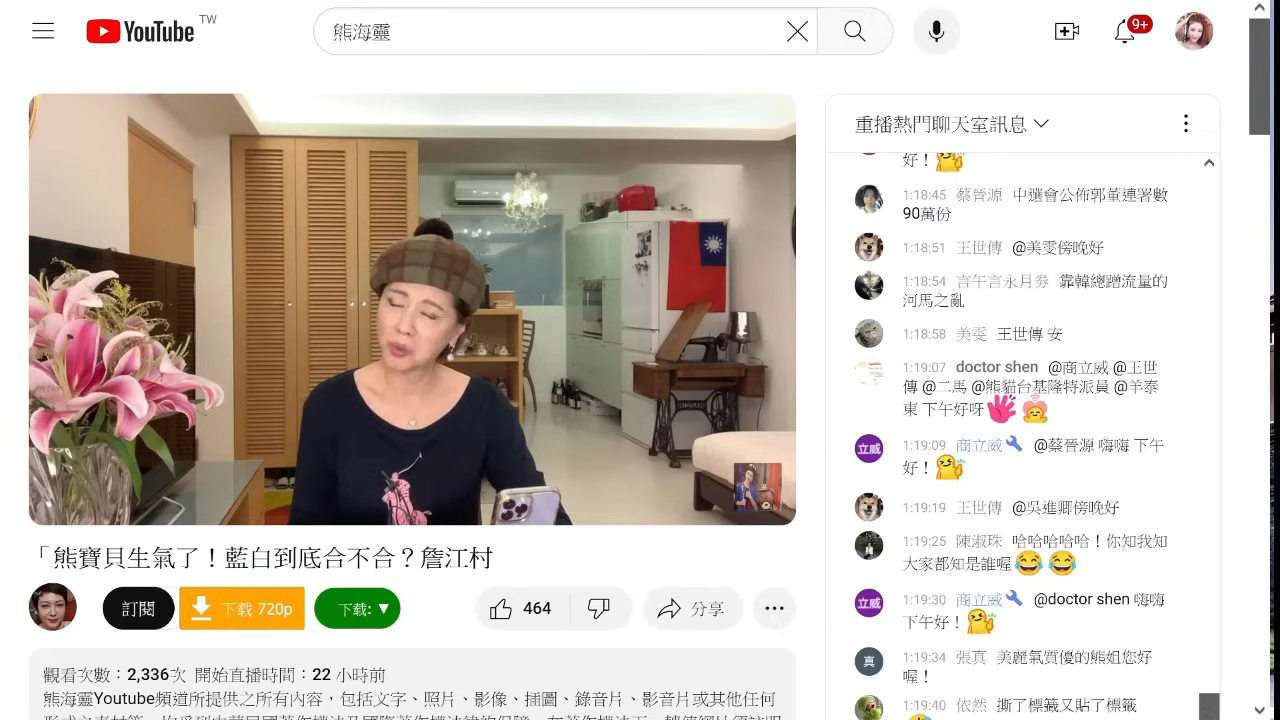 YouTube TW
熊海靈
9+
重播熱門聊天室訊息
好！
1:18:45 蔡晉源 中選會公佈郭董連署數
90萬份
1:18:51 王世傳 @美雯傍晚好
1:18:54 言午言永月劵 靠韓總蹭流量的
河馬之亂
1:18:58 美雯 王世傳 安
1:19:07 doctor shen @商立威 @王世
傳 @二馬 @熊貓台基隆特派員 @羊泰
東 下午好呀
立威
1:19:09 商立威 @蔡晉源 嗨嗨 下午
好！
1:19:19 王世傳 @吳進卿傍晚好
1:19:25 陳淑珠 哈哈哈哈哈！你知我知
大家都知是誰喔
立威
1:19:30 商立威 @doctor shen 嗨嗨
下午好！
真
1:19:34 張真 美麗氣質優的熊姐您好
喔！
1:19:40 依然 撕了標籤又貼了標籤
「熊寶貝生氣了！藍白到底合不合？詹江村
訂閱
下载 720p
下载: ▼
464
分享
觀看次數：2,336次 開始直播時間：22 小時前
熊海靈Youtube頻道所提供之所有內容，包括文字、照片、影像、插圖、錄音片、影音片或其他任何